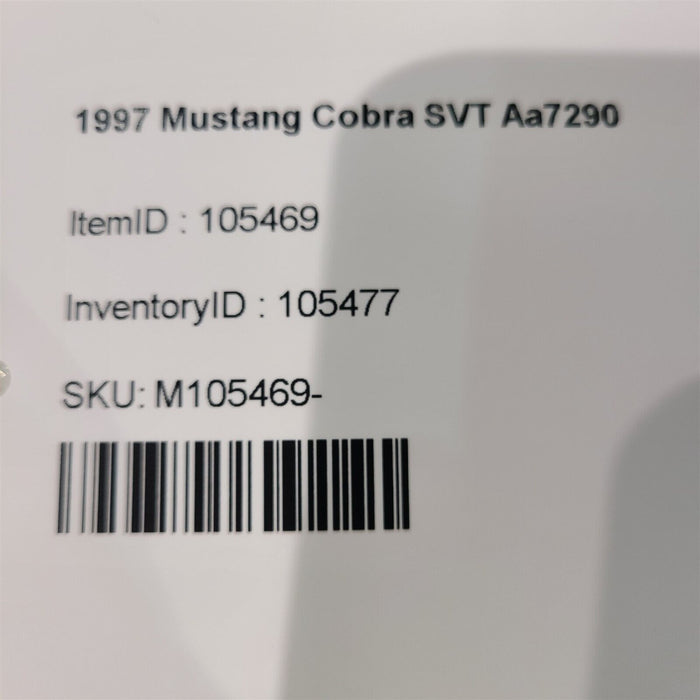 1997 Mustang Cobra SVT Aa7290
ItemID : 105469
InventoryID : 105477
SKU: M105469-